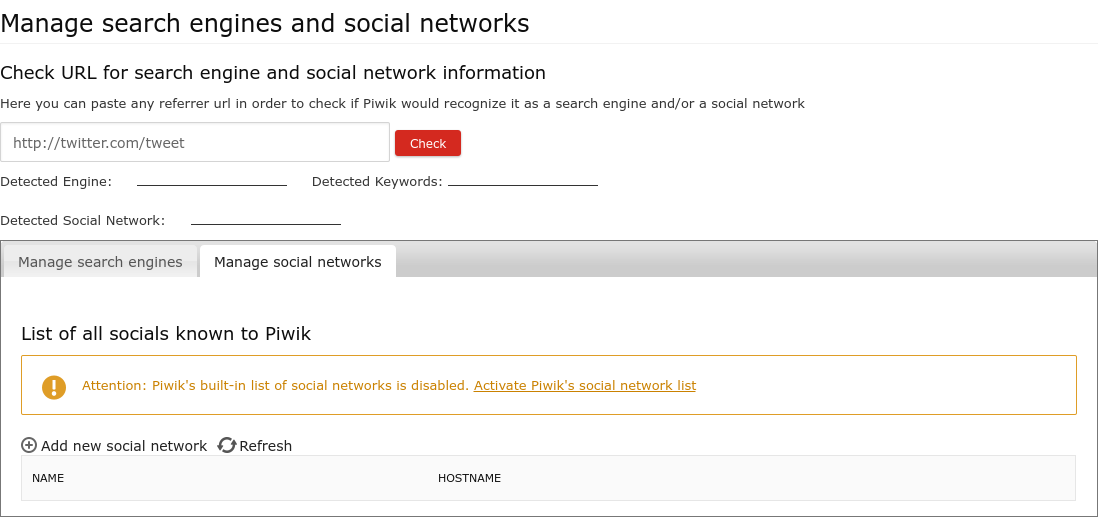 Manage search engines and social networks
Check URL for search engine and social network information
Here you can paste any referrer url in order to check if Piwik would recognize it as a search engine and/or a social network
http://twitter.com/tweet Check
Detected Engine: Detected Keywords:
Detected Social Network:
Manage search engines Manage social networks
List of all socials known to Piwik
Attention: Piwik's built-in list of social networks is disabled. Activate Piwik's social network list
Add new social network Refresh
NAME HOSTNAME